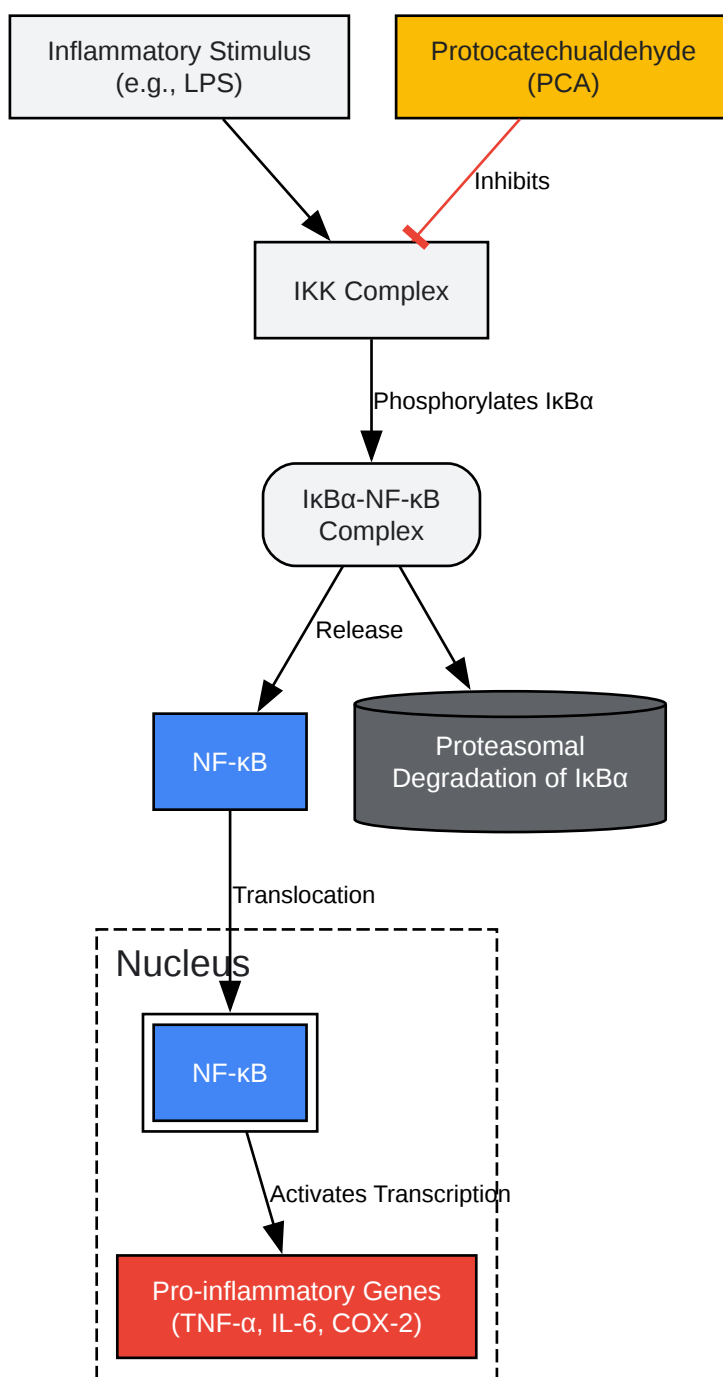 Inflammatory Stimulus
(e.g., LPS)
Protocatechualdehyde
(PCA)
Inhibits
IKK Complex
Phosphorylates IκBα
IκBα-NF-κB
Complex
Release
NF-κB
Proteasomal
Degradation of IκBα
Translocation
Nucleus
NF-κB
Activates Transcription
Pro-inflammatory Genes
(TNF-α, IL-6, COX-2)